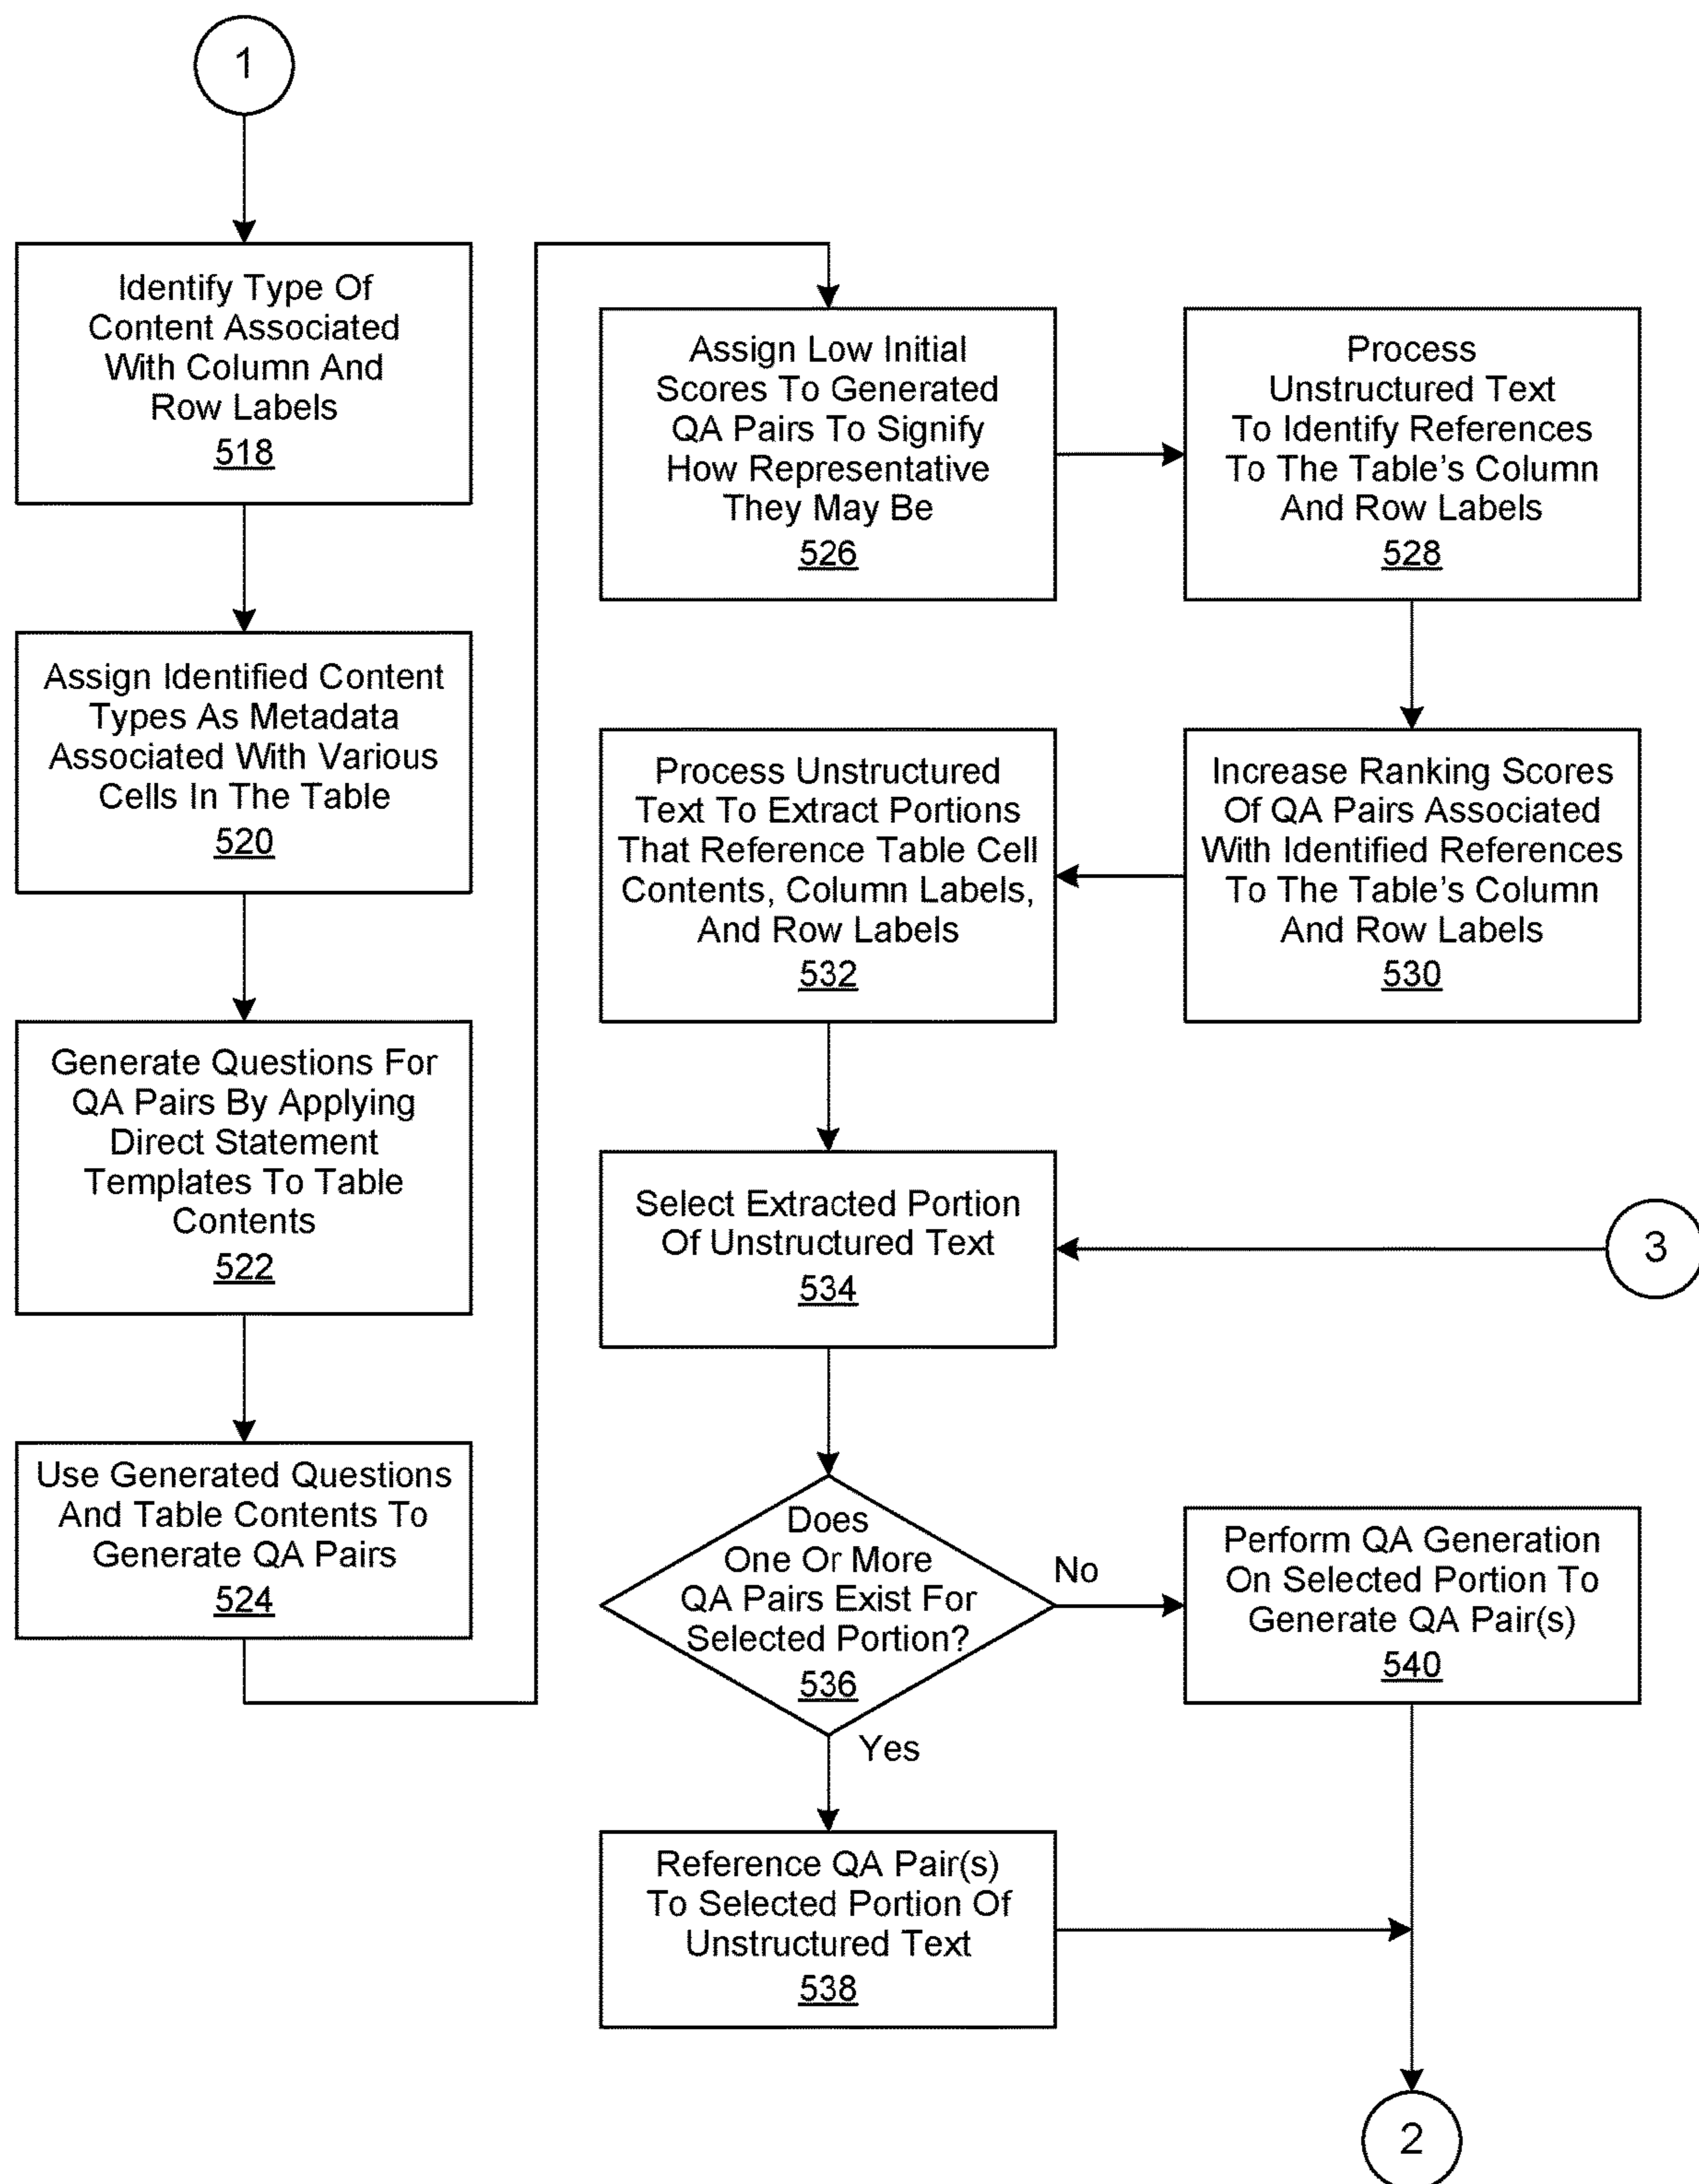 1
Identify Type Of
Content Associated
With Column And
Row Labels
518
Assign Identified Content
Types As Metadata
Associated With Various
Cells In The Table
520
Generate Questions For
QA Pairs By Applying
Direct Statement
Templates To Table
Contents
522
Use Generated Questions
And Table Contents To
Generate QA Pairs
524
Assign Low Initial
Scores To Generated
QA Pairs To Signify
How Representative
They May Be
526
Process
Unstructured Text
To Identify References
To The Table's Column
And Row Labels
528
Increase Ranking Scores
Of QA Pairs Associated
With Identified References
To The Table's Column
And Row Labels
530
Process Unstructured
Text To Extract Portions
That Reference Table Cell
Contents, Column Labels,
And Row Labels
532
Select Extracted Portion
Of Unstructured Text
534
3
Does
One Or More
QA Pairs Exist For
Selected Portion?
536
No
Perform QA Generation
On Selected Portion To
Generate QA Pair(s)
540
Yes
Reference QA Pair(s)
To Selected Portion Of
Unstructured Text
538
2